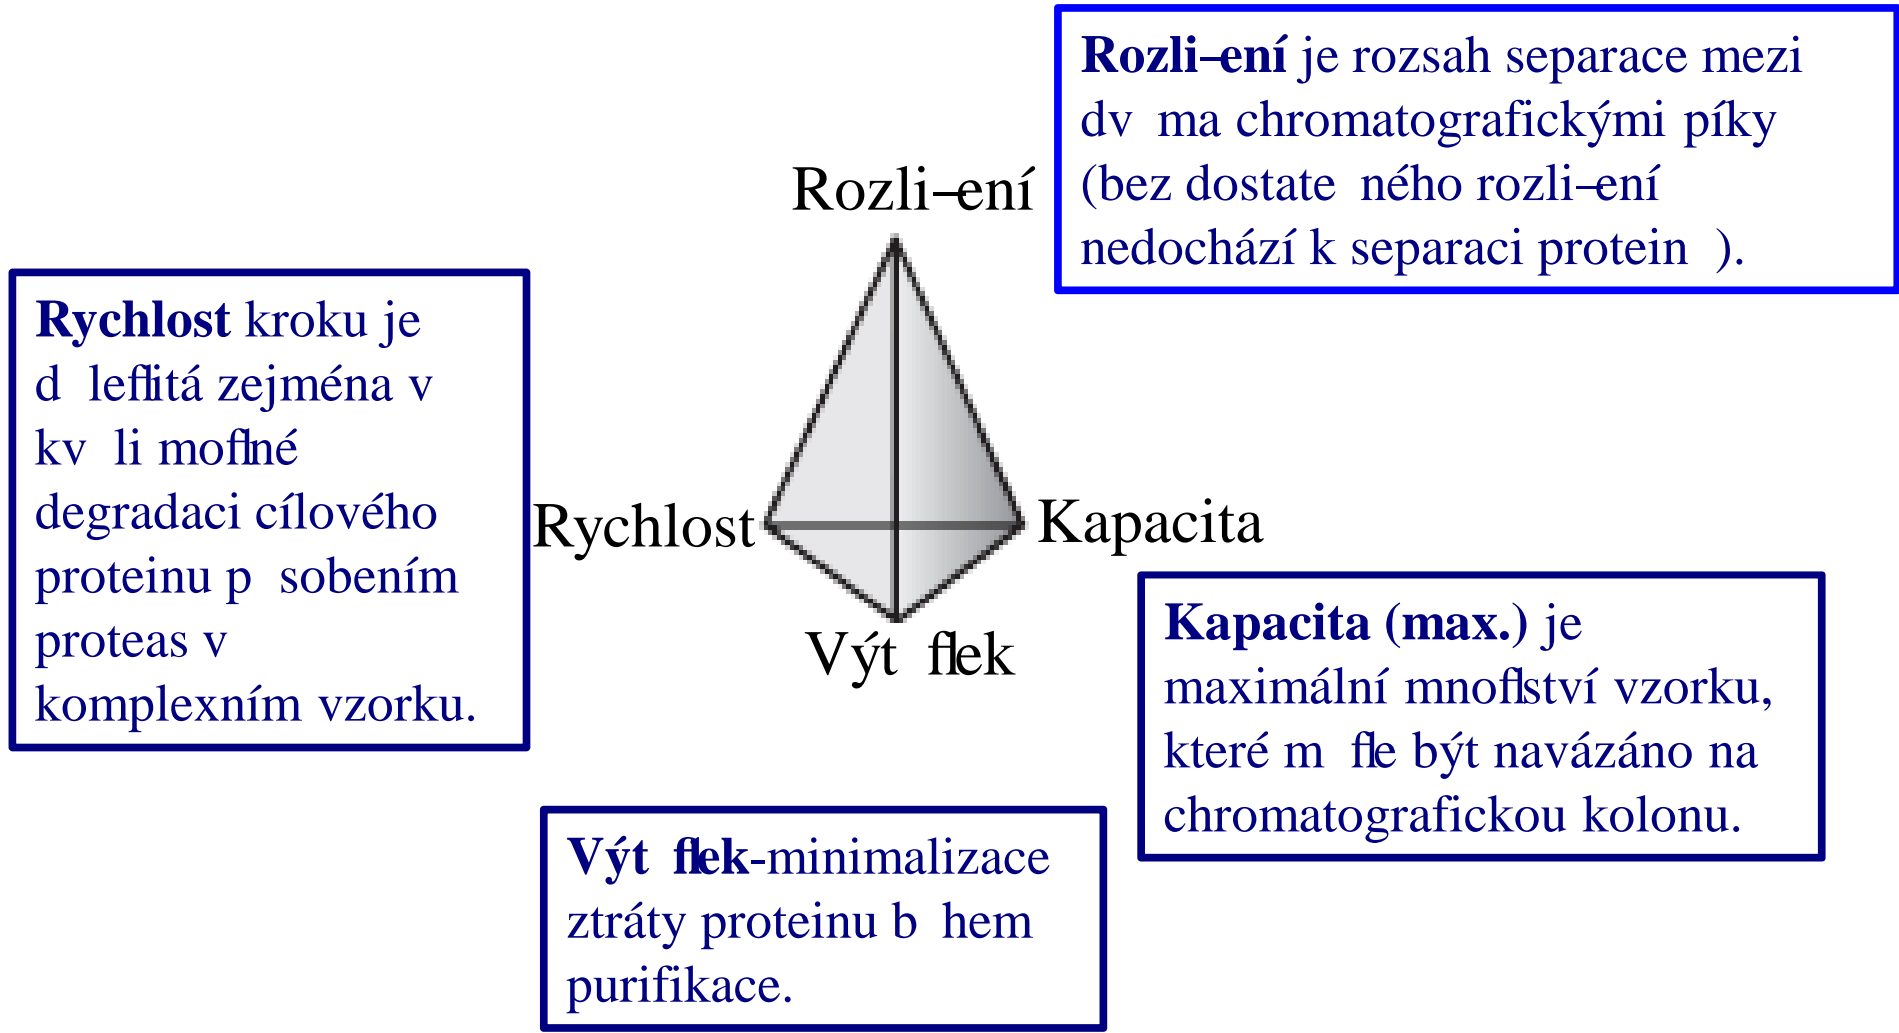 Rozli–ení je rozsah separace mezi
dv ma chromatografickými píky
(bez dostate ného rozli–ení
nedochází k separaci protein ).
Rozli–ení
Rychlost kroku je
d leflitá zejména v
kv li moflné
degradaci cílového
proteinu p sobením
proteas v
komplexním vzorku.
Rychlost
Kapacita
Výt flek
Kapacita (max.) je
maximální mnoflství vzorku,
které m fle být navázáno na
chromatografickou kolonu.
Výt flek-minimalizace
ztráty proteinu b hem
purifikace.